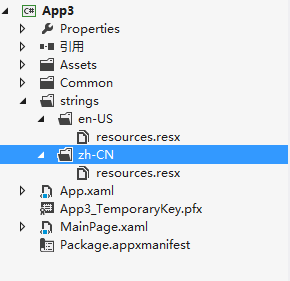 C# App3
Properties
引用
Assets
Common
strings
en-US
resources.resx
zh-CN
resources.resx
App.xaml
App3_TemporaryKey.pfx
MainPage.xaml
Package.appxmanifest